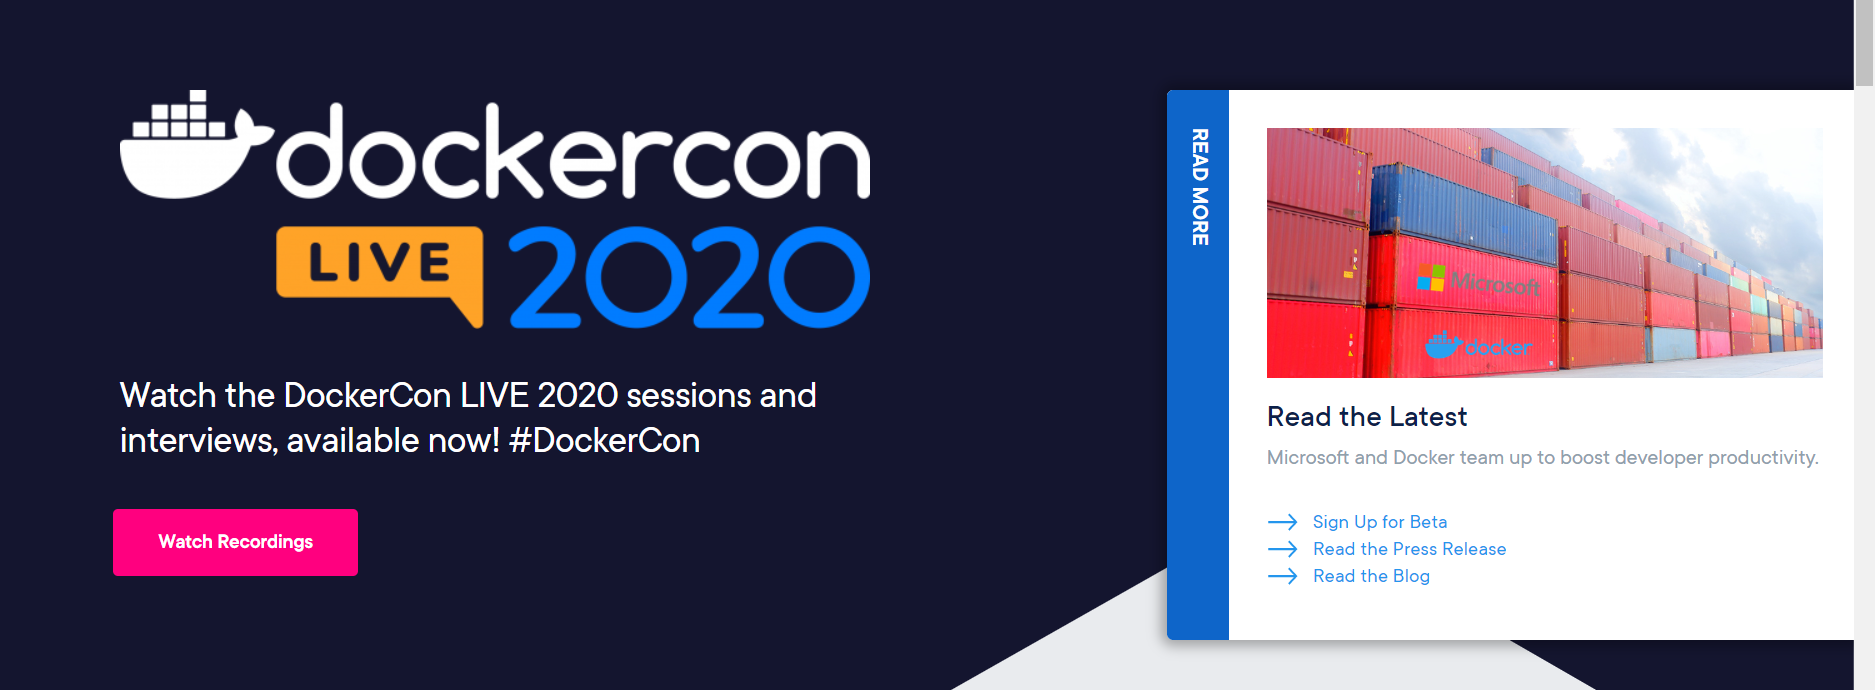 dockercon
LIVE 2020
Watch the DockerCon LIVE 2020 sessions and
interviews, available now! #DockerCon
Watch Recordings
READ MORE
Microsoft
docker
Read the Latest
Microsoft and Docker team up to boost developer productivity.
Sign Up for Beta
Read the Press Release
Read the Blog